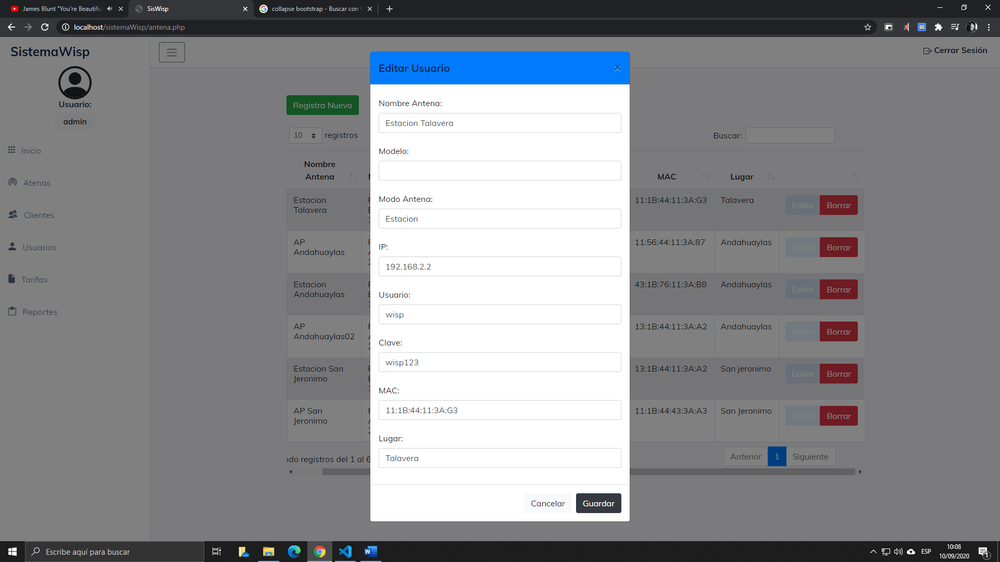 James Blunt "You're Beautifu
SisWisp
collapse bootstrap - Buscar con
localhost/sistemaWisp/antena.php
SistemaWisp
Cerrar Sesión
Usuario:
admin
Inicio
Atenas
Clientes
Usuarios
Tarifas
Reportes
Registra Nuevo
10 registros
Buscar:
Nombre Antena
MAC
Lugar
Estacion Talavera
11:1B:44:11:3A:G3
Talavera
Editar
Borrar
AP Andahuaylas
11:56:44:11:3A:87
Andahuaylas
Editar
Borrar
Estacion Andahuaylas
43:1B:76:11:3A:B8
Andahuaylas
Editar
Borrar
AP Andahuaylas02
13:1B:44:11:3A:A2
Andahuaylas
Editar
Borrar
Estacion San Jeronimo
13:1B:44:11:3A:A2
San jeronimo
Editar
Borrar
AP San Jeronimo
11:1B:44:43:3A:A3
San Jeronimo
Editar
Borrar
ndo registros del 1 al 6
Anterior
1
Siguiente
Editar Usuario
×
Nombre Antena:
Estacion Talavera
Modelo:
Modo Antena:
Estacion
IP:
192.168.2.2
Usuario:
wisp
Clave:
wisp123
MAC:
11:1B:44:11:3A:G3
Lugar:
Talavera
Cancelar
Guardar
Escribe aquí para buscar
ESP
10:08
10/09/2020
1